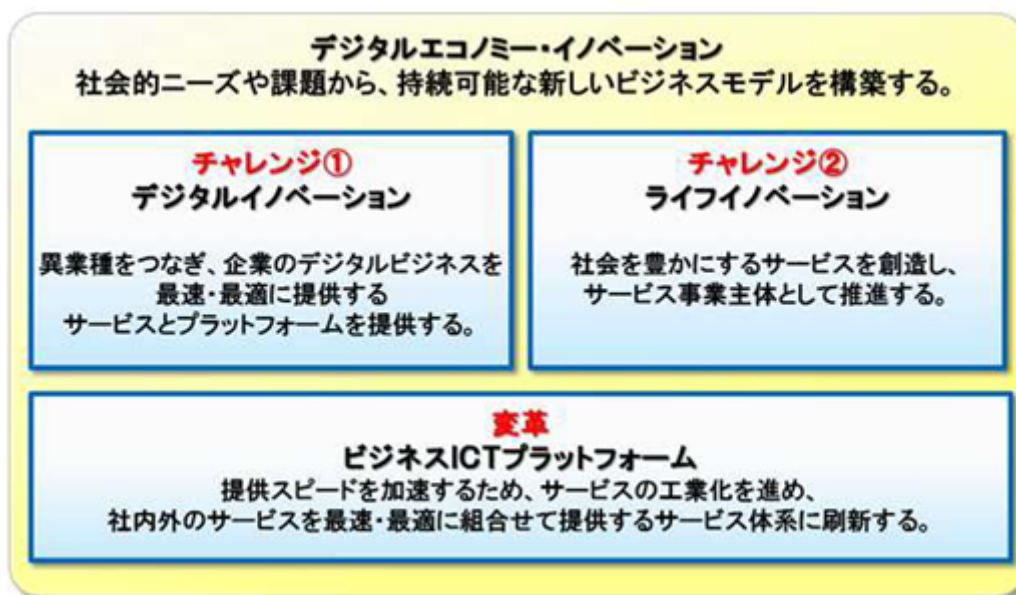 デジタルエコノミー・イノベーション
社会的ニーズや課題から、持続可能な新しいビジネスモデルを構築する。
チャレンジ①
デジタルイノベーション
異業種をつなぎ、企業のデジタルビジネスを
最速・最適に提供する
サービスとプラットフォームを提供する。
チャレンジ②
ライフイノベーション
社会を豊かにするサービスを創造し、
サービス事業主体として推進する。
変革
ビジネスICTプラットフォーム
提供スピードを加速するため、サービスの工業化を進め、
社内外のサービスを最速・最適に組合せて提供するサービス体系に刷新する。